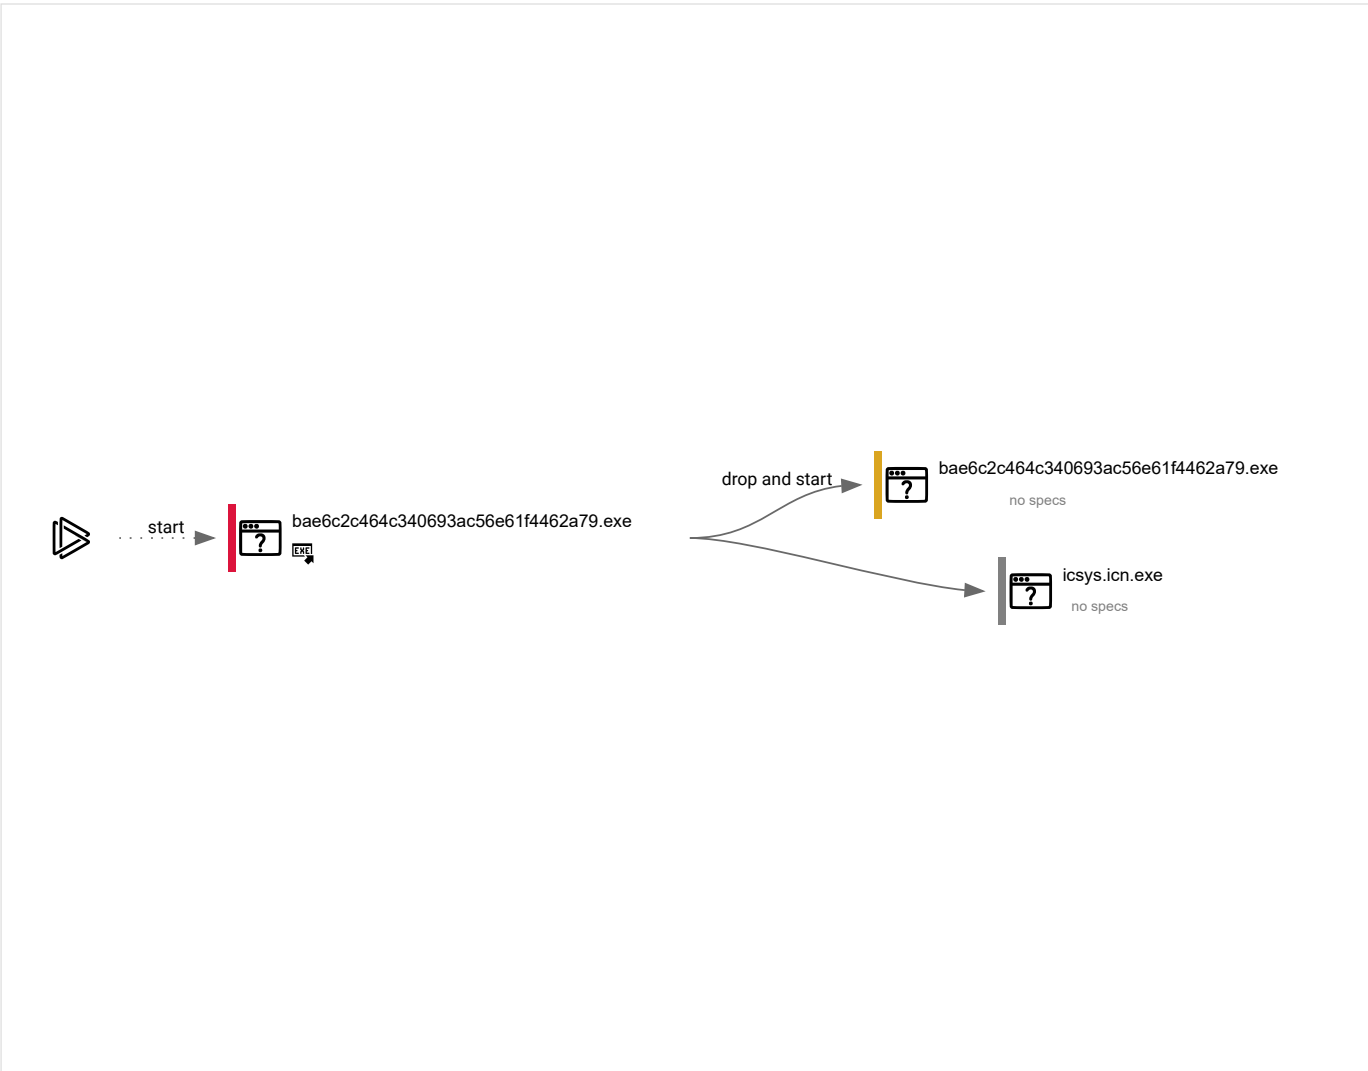 start
bae6c2c464c340693ac56e61f4462a79.exe
EXE
drop and start
bae6c2c464c340693ac56e61f4462a79.exe
no specs
icsys.icn.exe
no specs